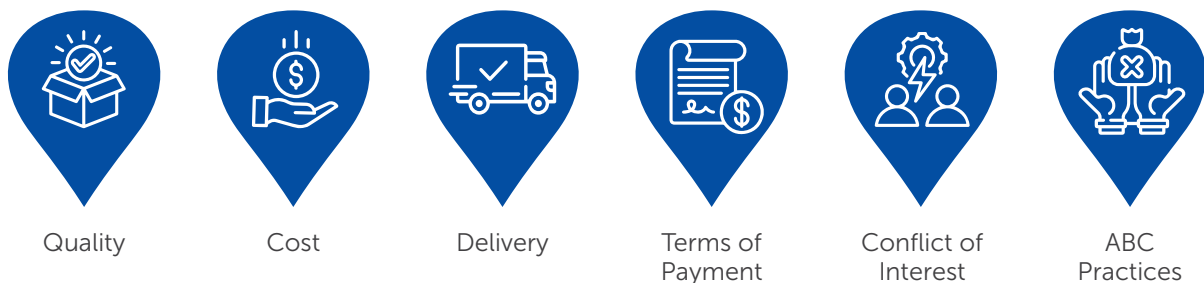 Quality
Cost
Delivery
Terms of
Payment
Conflict of
Interest
ABC
Practices